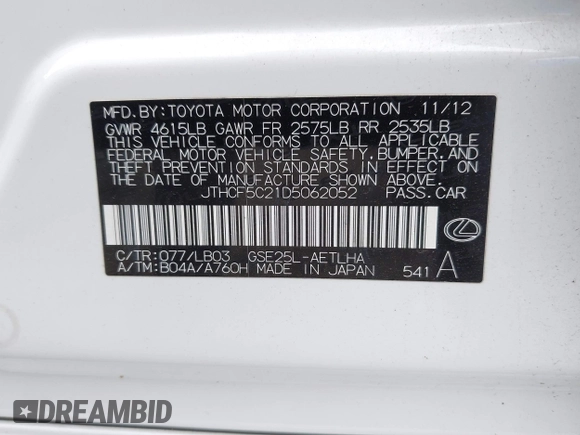 MFD.BY:TOYOTA MOTOR CORPORATION 11/12
GVWR 4615LB GAWR FR 2575LB RR 2535LB
THIS VEHICLE CONFORMS TO ALL APPLICABLE
FEDERAL MOTOR VEHICLE SAFETY,BUMPER,AND
THEFT PREVENTION STANDARDS IN EFFECT ON
THE DATE OF MANUFACTURE SHOWN ABOVE.
JTHCF5C21D5062052 PASS.CAR
C/TR:077/LB03 GSE25L-AETLHA
A/TM:B04A/A760H MADE IN JAPAN 541 A
DREAMBID